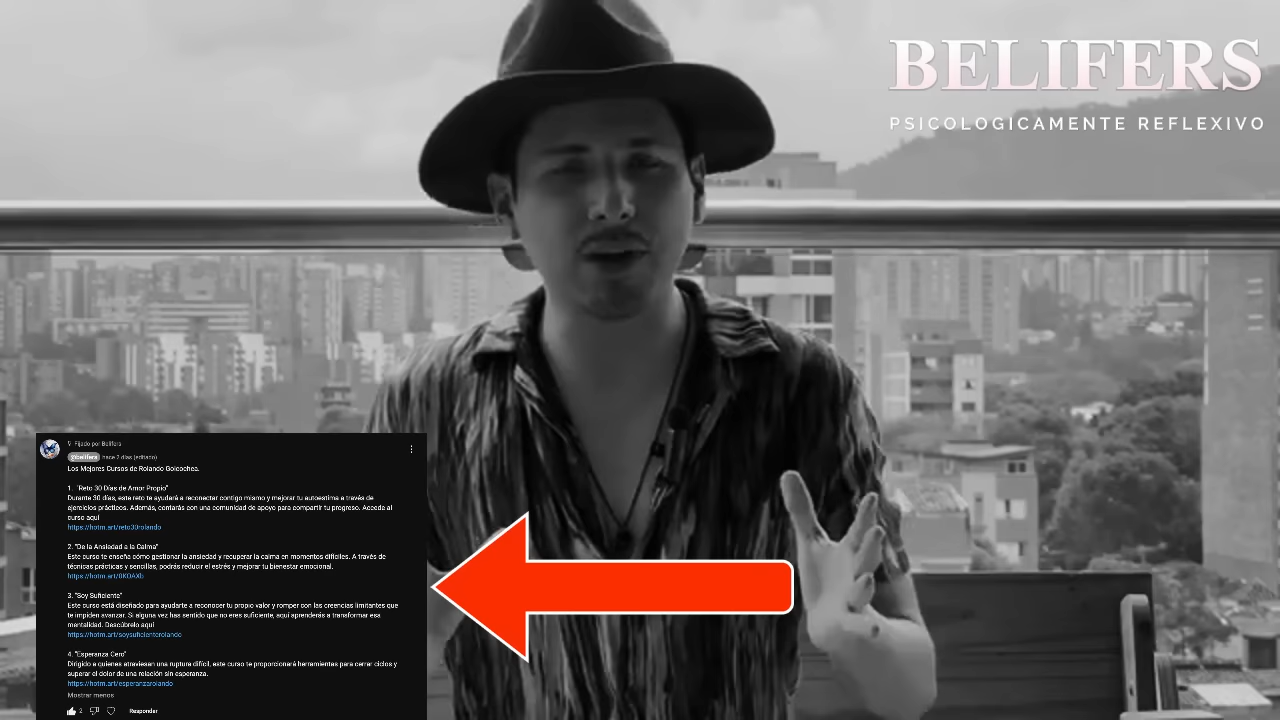 BELIFERS
PSICOLOGICAMENTE REFLEXIVO
Fijado por Belifers
@belifers hace 2 días (editado)
Los Mejores Cursos de Rolando Goicochea.
1. "Reto 30 Días de Amor Propio"
Durante 30 días, este reto te ayudará a reconectar contigo mismo y mejorar tu autoestima a través de
ejercicios prácticos. Además, contarás con una comunidad de apoyo para compartir tu progreso. Accede al
curso aquí
https://hotm.art/reto30rolando
2. "De la Ansiedad a la Calma"
Este curso te enseña cómo gestionar la ansiedad y recuperar la calma en momentos difíciles. A través de
técnicas prácticas y sencillas, podrás reducir el estrés y mejorar tu bienestar emocional.
https://hotm.art/0KOAXb
3. "Soy Suficiente"
Este curso está diseñado para ayudarte a reconocer tu propio valor y romper con las creencias limitantes que
te impiden avanzar. Si alguna vez has sentido que no eres suficiente, aquí aprenderás a transformar esa
mentalidad. Descúbrelo aquí
https://hotm.art/soysuficienterolando
4. "Esperanza Cero"
Dirigido a quienes atraviesan una ruptura difícil, este curso te proporcionará herramientas para cerrar ciclos y
superar el dolor de una relación sin esperanza.
https://hotm.art/esperanzarolando
Mostrar menos
2 Responder